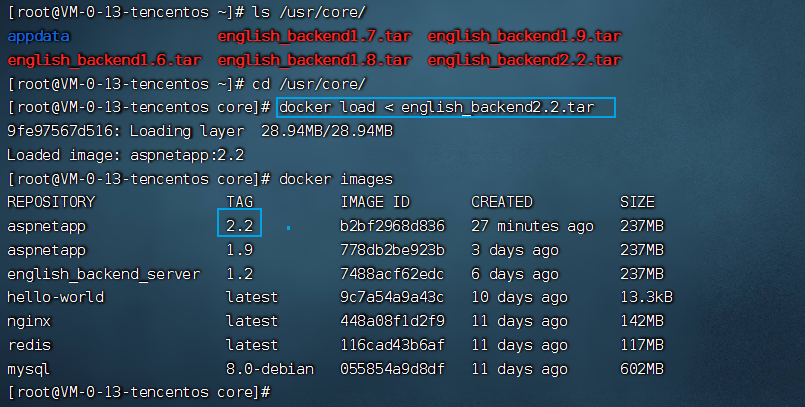 [root@VM-0-13-tencentos ~]# ls /usr/core/
appdata english_backend1.7.tar english_backend1.9.tar
english_backend1.6.tar english_backend1.8.tar english_backend2.2.tar
[root@VM-0-13-tencentos ~]# cd /usr/core/
[root@VM-0-13-tencentos core]# docker load < english_backend2.2.tar
9fe97567d516: Loading layer 28.94MB/28.94MB
Loaded image: aspnetapp:2.2
[root@VM-0-13-tencentos core]# docker images
REPOSITORY TAG IMAGE ID CREATED SIZE
aspnetapp 2.2 b2bf2968d836 27 minutes ago 237MB
aspnetapp 1.9 778db2be923b 3 days ago 237MB
english_backend_server 1.2 7488acf62edc 6 days ago 237MB
hello-world latest 9c7a54a9a43c 10 days ago 13.3kB
nginx latest 448a08f1d2f9 11 days ago 142MB
redis latest 116cad43b6af 11 days ago 117MB
mysql 8.0-debian 055854a9d8df 11 days ago 602MB
[root@VM-0-13-tencentos core]#